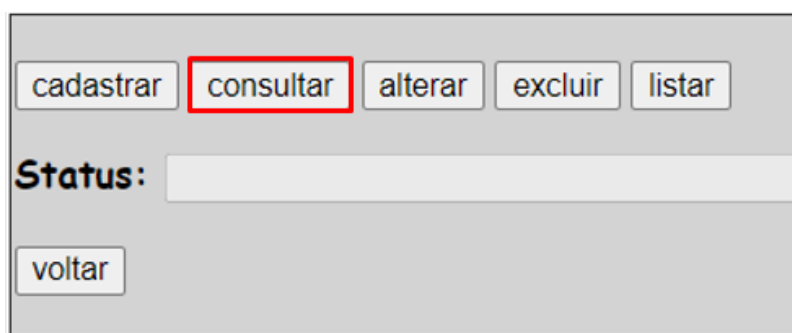 cadastrar consultar alterar excluir listar
Status:
voltar